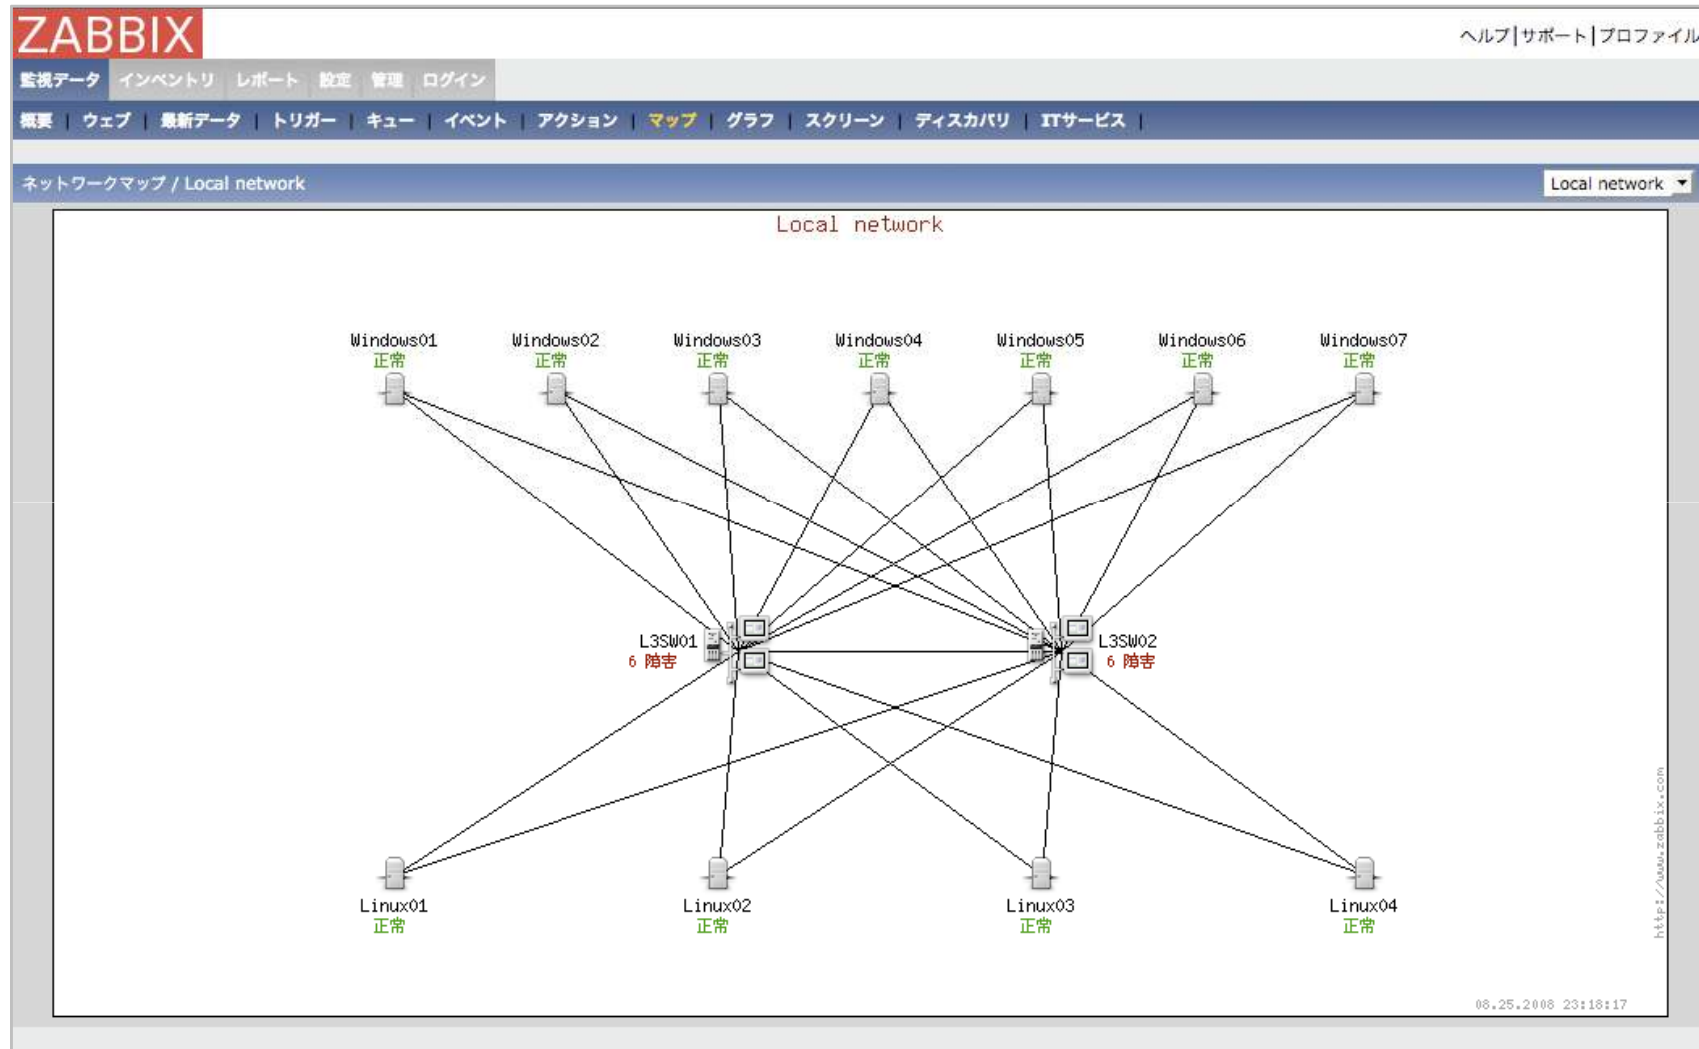 ZABBIX
ヘルプ|サポート|プロファイル
監視データ インベントリ レポート 設定 管理 ログイン
概要 | ウェブ | 最新データ | トリガー | キュー | イベント | アクション | マップ | グラフ | スクリーン | ディスカバリ | ITサービス |
ネットワークマップ / Local network
Local network
Local network
Windows01 Windows02 Windows03 Windows04 Windows05 Windows06 Windows07
正常 正常 正常 正常 正常 正常 正常
L3SW01 L3SW02
6 障害 6 障害
Linux01 Linux02 Linux03 Linux04
正常 正常 正常 正常
http://www.zabbix.com
08.25.2008 23:18:17